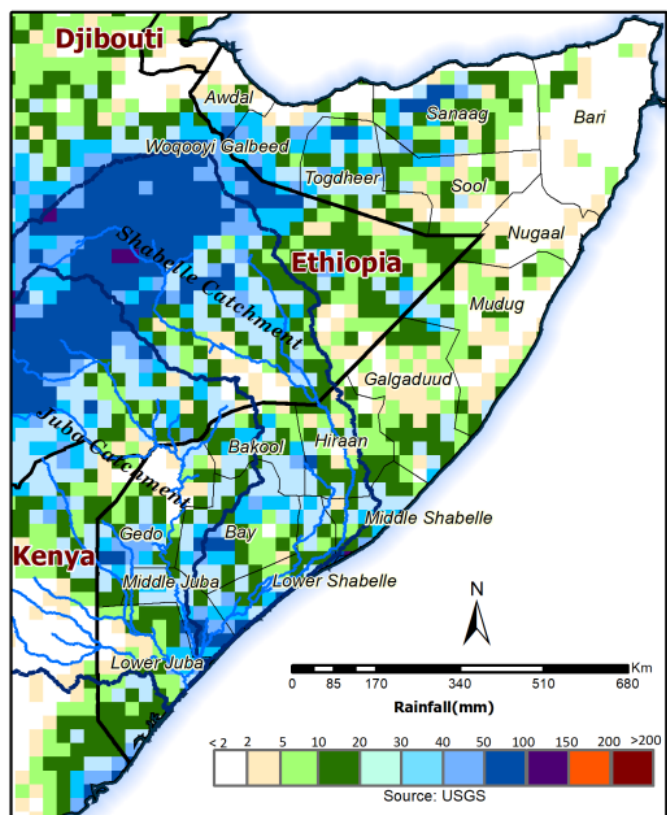 Djibouti
Awdal
Sanaag
Bari
Woqooyi Galbeed
Togdheer
Sool
Nugaal
Ethiopia
Shabelle Catchment
Mudug
Galgaduud
Juba Catchment
Bakool
Hiraan
Middle Shabelle
Gedo
Bay
Kenya
Middle Juba
Lower Shabelle
Lower Juba
N
Km
0 85 170 340 510 680
Rainfall(mm)
< 2 2 5 10 20 30 40 50 100 150 200 >200
Source: USGS